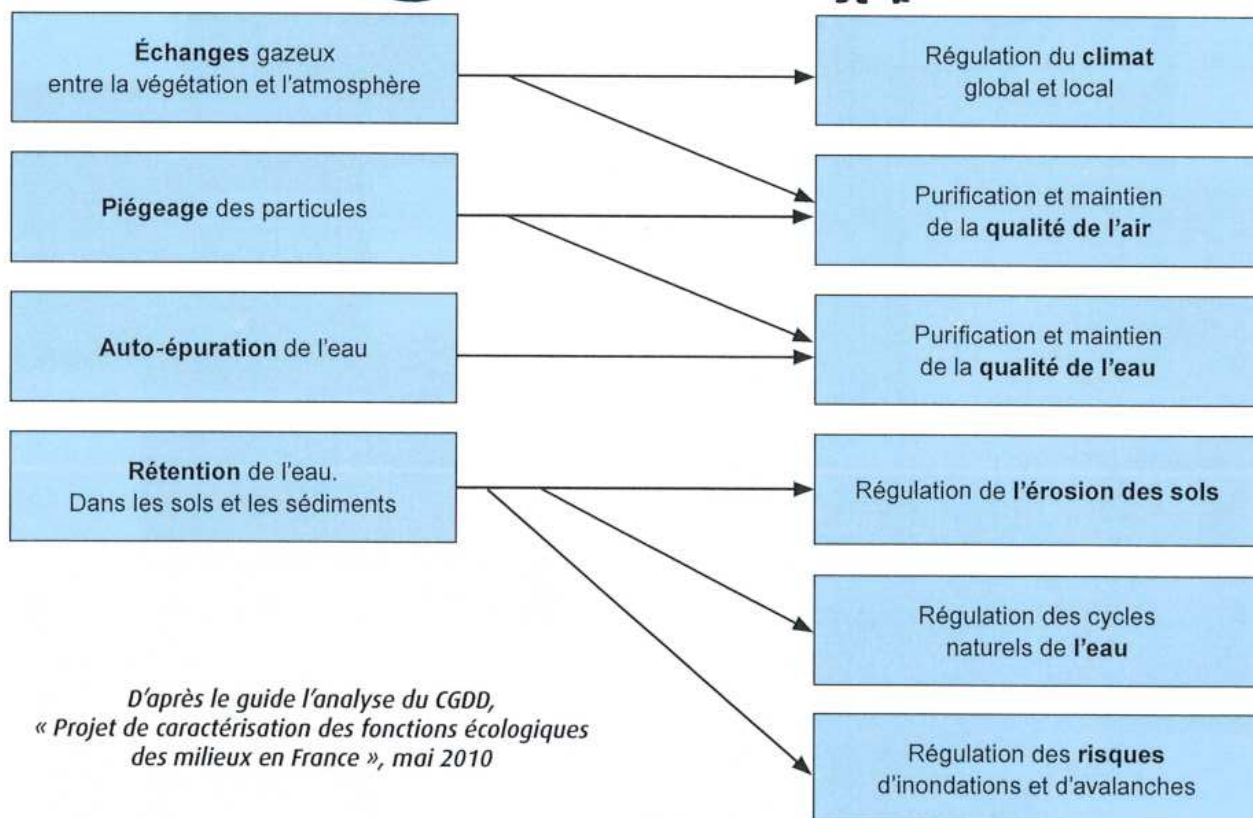 Échanges gazeux
entre la végétation et l'atmosphère
Régulation du climat
global et local
Piégeage des particules
Purification et maintien
de la qualité de l'air
Auto-épuration de l'eau
Purification et maintien
de la qualité de l'eau
Rétention de l'eau.
Dans les sols et les sédiments
Régulation de l'érosion des sols
Régulation des cycles
naturels de l'eau
D'après le guide l'analyse du CGDD,
« Projet de caractérisation des fonctions écologiques
des milieux en France », mai 2010
Régulation des risques
d'inondations et d'avalanches